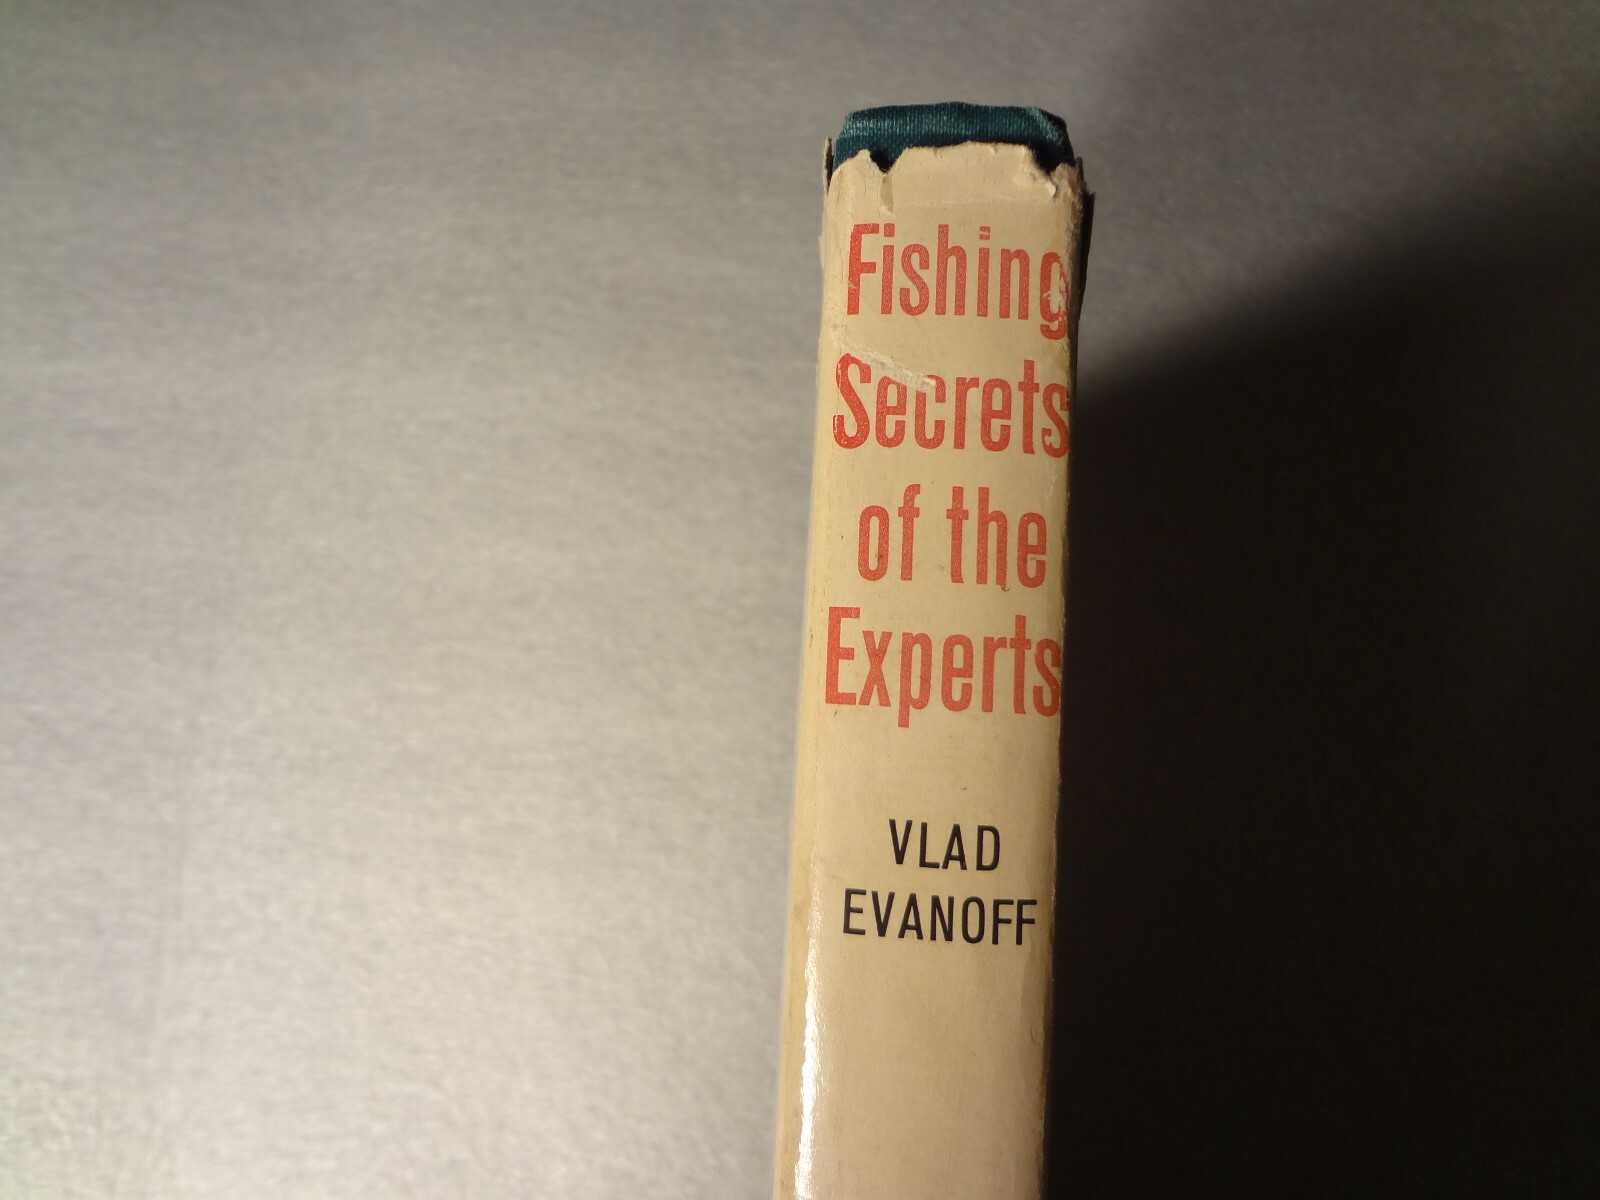 Fishing
Secrets
of the
Experts
VLAD
EVANOFF